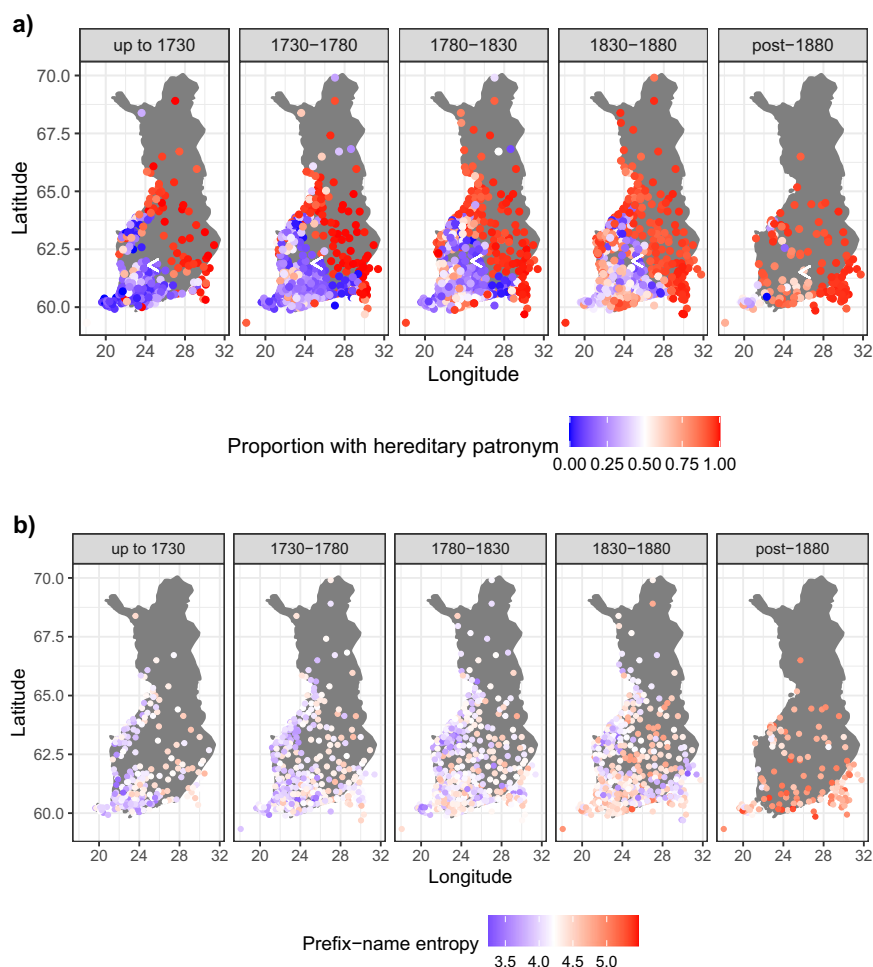 a)
up to 1730 1730−1780 1780−1830 1830−1880 post−1880
70.0
67.5
65.0
62.5
60.0
Latitude
< < < < <
20 24 28 32 20 24 28 32 20 24 28 32 20 24 28 32 20 24 28 32
Longitude
Proportion with hereditary patronym
0.00 0.25 0.50 0.75 1.00
b)
up to 1730 1730−1780 1780−1830 1830−1880 post−1880
70.0
67.5
65.0
62.5
60.0
Latitude
20 24 28 32 20 24 28 32 20 24 28 32 20 24 28 32 20 24 28 32
Longitude
Prefix−name entropy
3.5 4.0 4.5 5.0